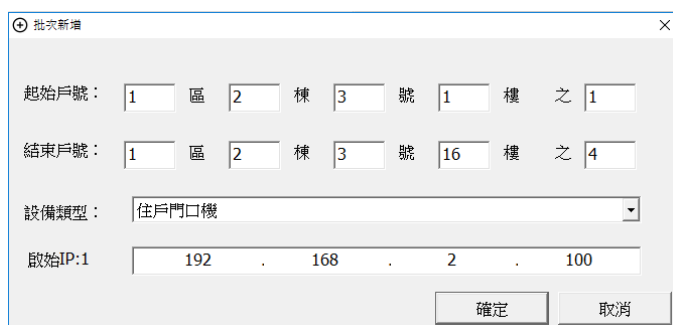 批次新增
起始戶號： 1 區 2 棟 3 號 1 樓 之 1
結束戶號： 1 區 2 棟 3 號 16 樓 之 4
設備類型： 住戶門口機
啟始IP:1 192 . 168 . 2 . 100
確定 取消